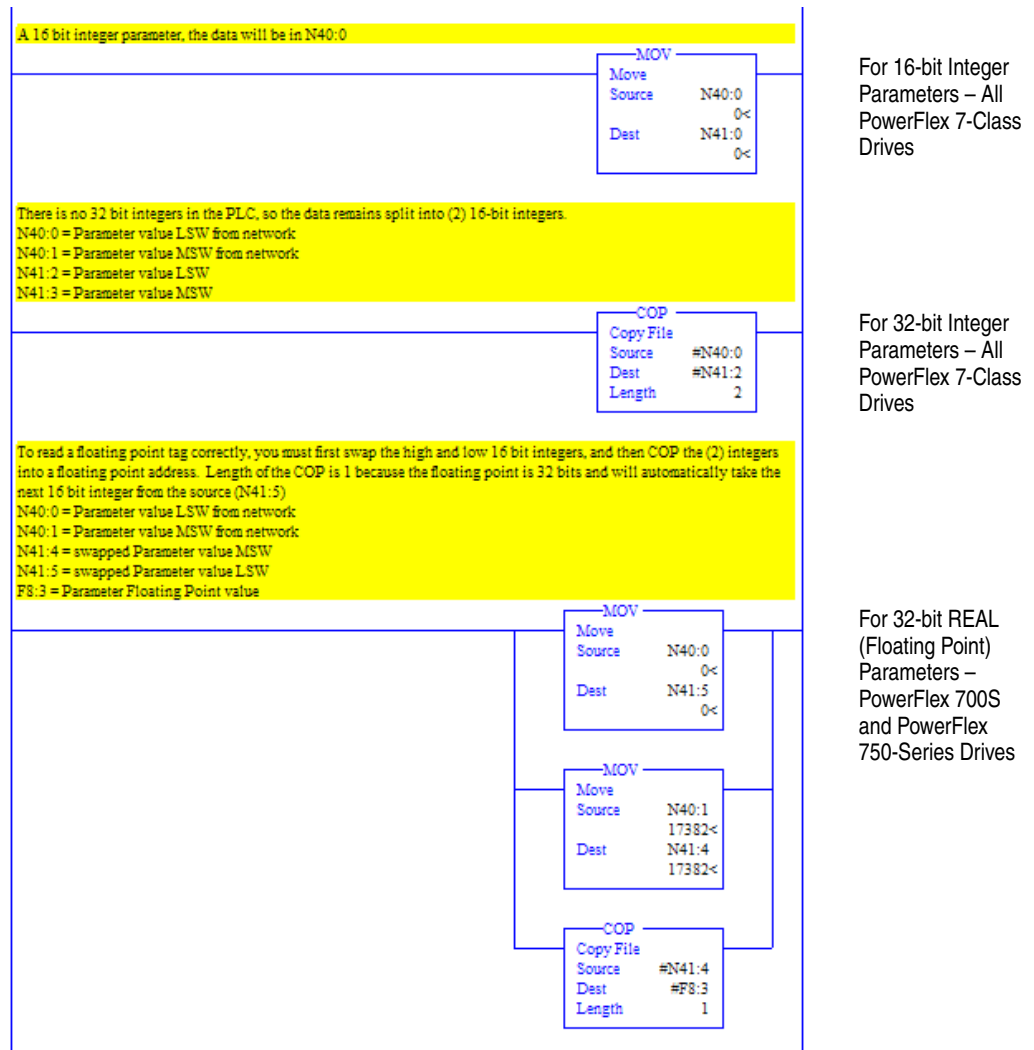 A 16 bit integer parameter, the data will be in N40:0
MOV
Move
Source N40:0
0<
Dest N41:0
0<
For 16-bit Integer
Parameters – All
PowerFlex 7-Class
Drives
There is no 32 bit integers in the PLC, so the data remains split into (2) 16-bit integers.
N40:0 = Parameter value LSW from network
N40:1 = Parameter value MSW from network
N41:2 = Parameter value LSW
N41:3 = Parameter value MSW
COP
Copy File
Source #N40:0
Dest #N41:2
Length 2
For 32-bit Integer
Parameters – All
PowerFlex 7-Class
Drives
To read a floating point tag correctly, you must first swap the high and low 16 bit integers, and then COP the (2) integers
into a floating point address. Length of the COP is 1 because the floating point is 32 bits and will automatically take the
next 16 bit integer from the source (N41:5)
N40:0 = Parameter value LSW from network
N40:1 = Parameter value MSW from network
N41:4 = swapped Parameter value MSW
N41:5 = swapped Parameter value LSW
F8:3 = Parameter Floating Point value
MOV
Move
Source N40:0
0<
Dest N41:5
0<
For 32-bit REAL
(Floating Point)
Parameters –
PowerFlex 700S
and PowerFlex
750-Series Drives
MOV
Move
Source N40:1
17382<
Dest N41:4
17382<
COP
Copy File
Source #N41:4
Dest #F8:3
Length 1